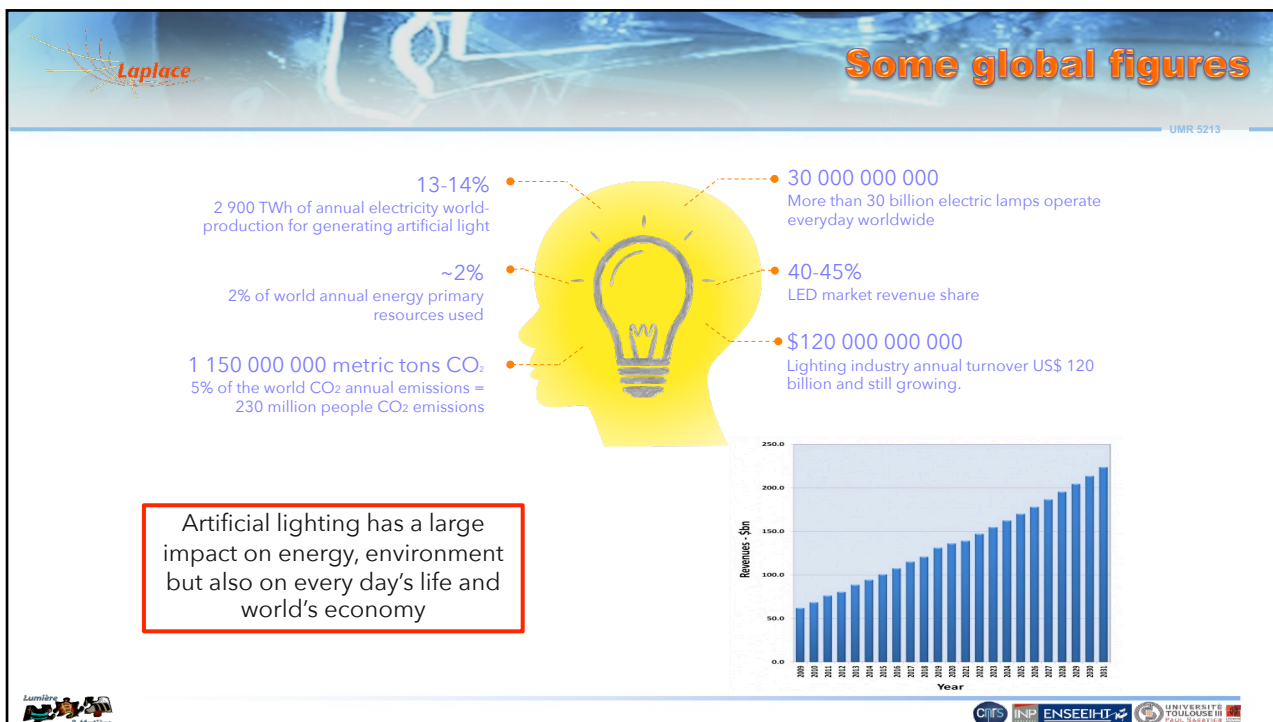 Laplace
Some global figures
UMR 5213
13-14%
2 900 TWh of annual electricity world-
production for generating artificial light
~2%
2% of world annual energy primary
resources used
1 150 000 000 metric tons CO₂
5% of the world CO₂ annual emissions =
230 million people CO₂ emissions
30 000 000 000
More than 30 billion electric lamps operate
everyday worldwide
40-45%
LED market revenue share
$120 000 000 000
Lighting industry annual turnover US$ 120
billion and still growing.
Artificial lighting has a large
impact on energy, environment
but also on every day’s life and
world’s economy
Revenues - $bn
250.0
200.0
150.0
100.0
50.0
0.0
2009 2010 2011 2012 2013 2014 2015 2016 2017 2018 2019 2020 2021 2022 2023 2024 2025 2026 2027 2028 2029 2030 2031
Year
Lumière
cnrs INP ENSEEIHT UNIVERSITÉ
TOULOUSE III
PAUL SABATIER